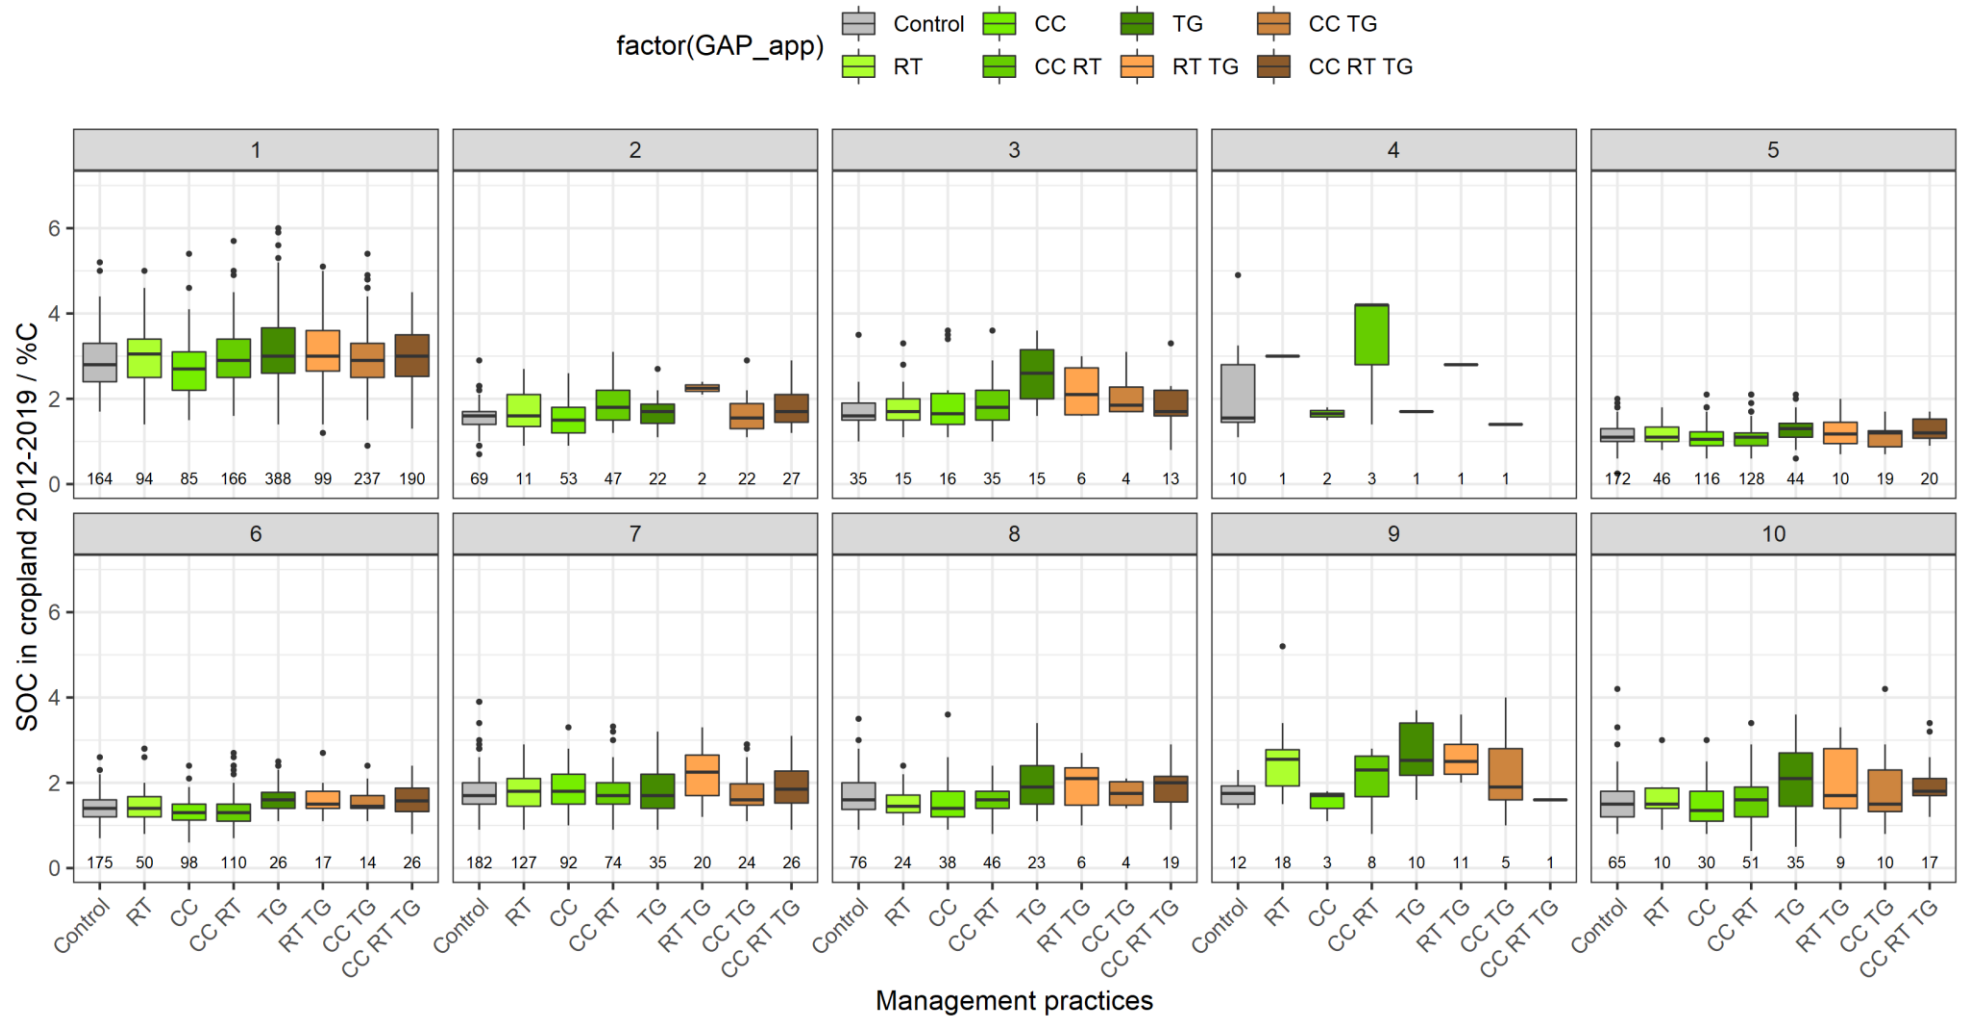 factor(GAP_app)
Control CC TG CC TG
RT CC RT RT TG CC RT TG
SOC in cropland 2012-2019 / %C
1 2 3 4 5
6
4
2
0
164 94 85 166 388 99 237 190
69 11 53 47 22 2 22 27
35 15 16 35 15 6 4 13
10 1 2 3 1 1 1
172 46 116 128 44 10 19 20
6 7 8 9 10
6
4
2
0
175 50 98 110 26 17 14 26
182 127 92 74 35 20 24 26
76 24 38 46 23 6 4 19
12 18 3 8 10 11 5 1
65 10 30 51 35 9 10 17
Control RT CC CC RT TG RT TG CC TG CC RT TG
Control RT CC CC RT TG RT TG CC TG CC RT TG
Control RT CC CC RT TG RT TG CC TG CC RT TG
Control RT CC CC RT TG RT TG CC TG CC RT TG
Control RT CC CC RT TG RT TG CC TG CC RT TG
Management practices